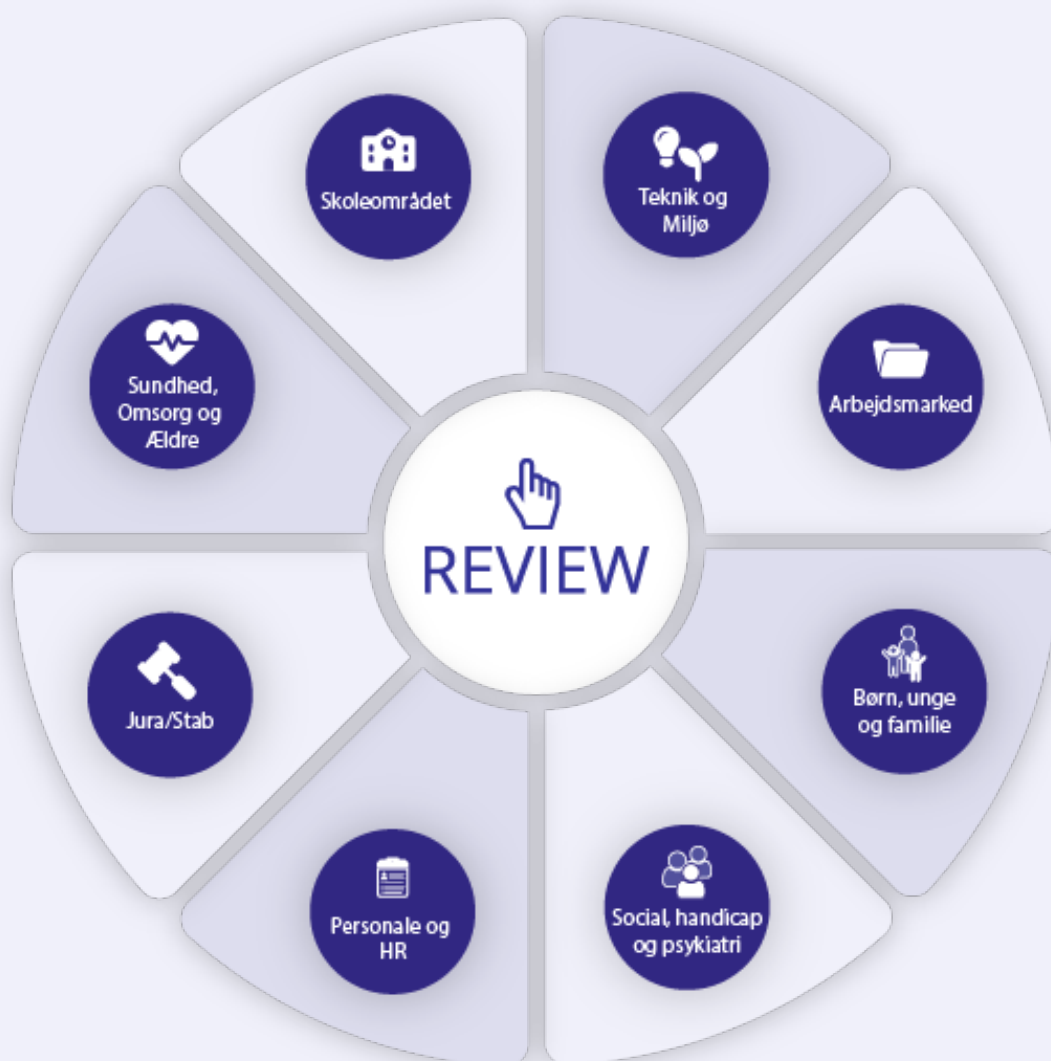 Skoleområdet
Teknik og
Miljø
Sundhed,
Omsorg og
Ældre
Arbejdsmarked
REVIEW
Jura/Stab
Børn, unge
og familie
Personale og
HR
Social, handicap
og psykiatri